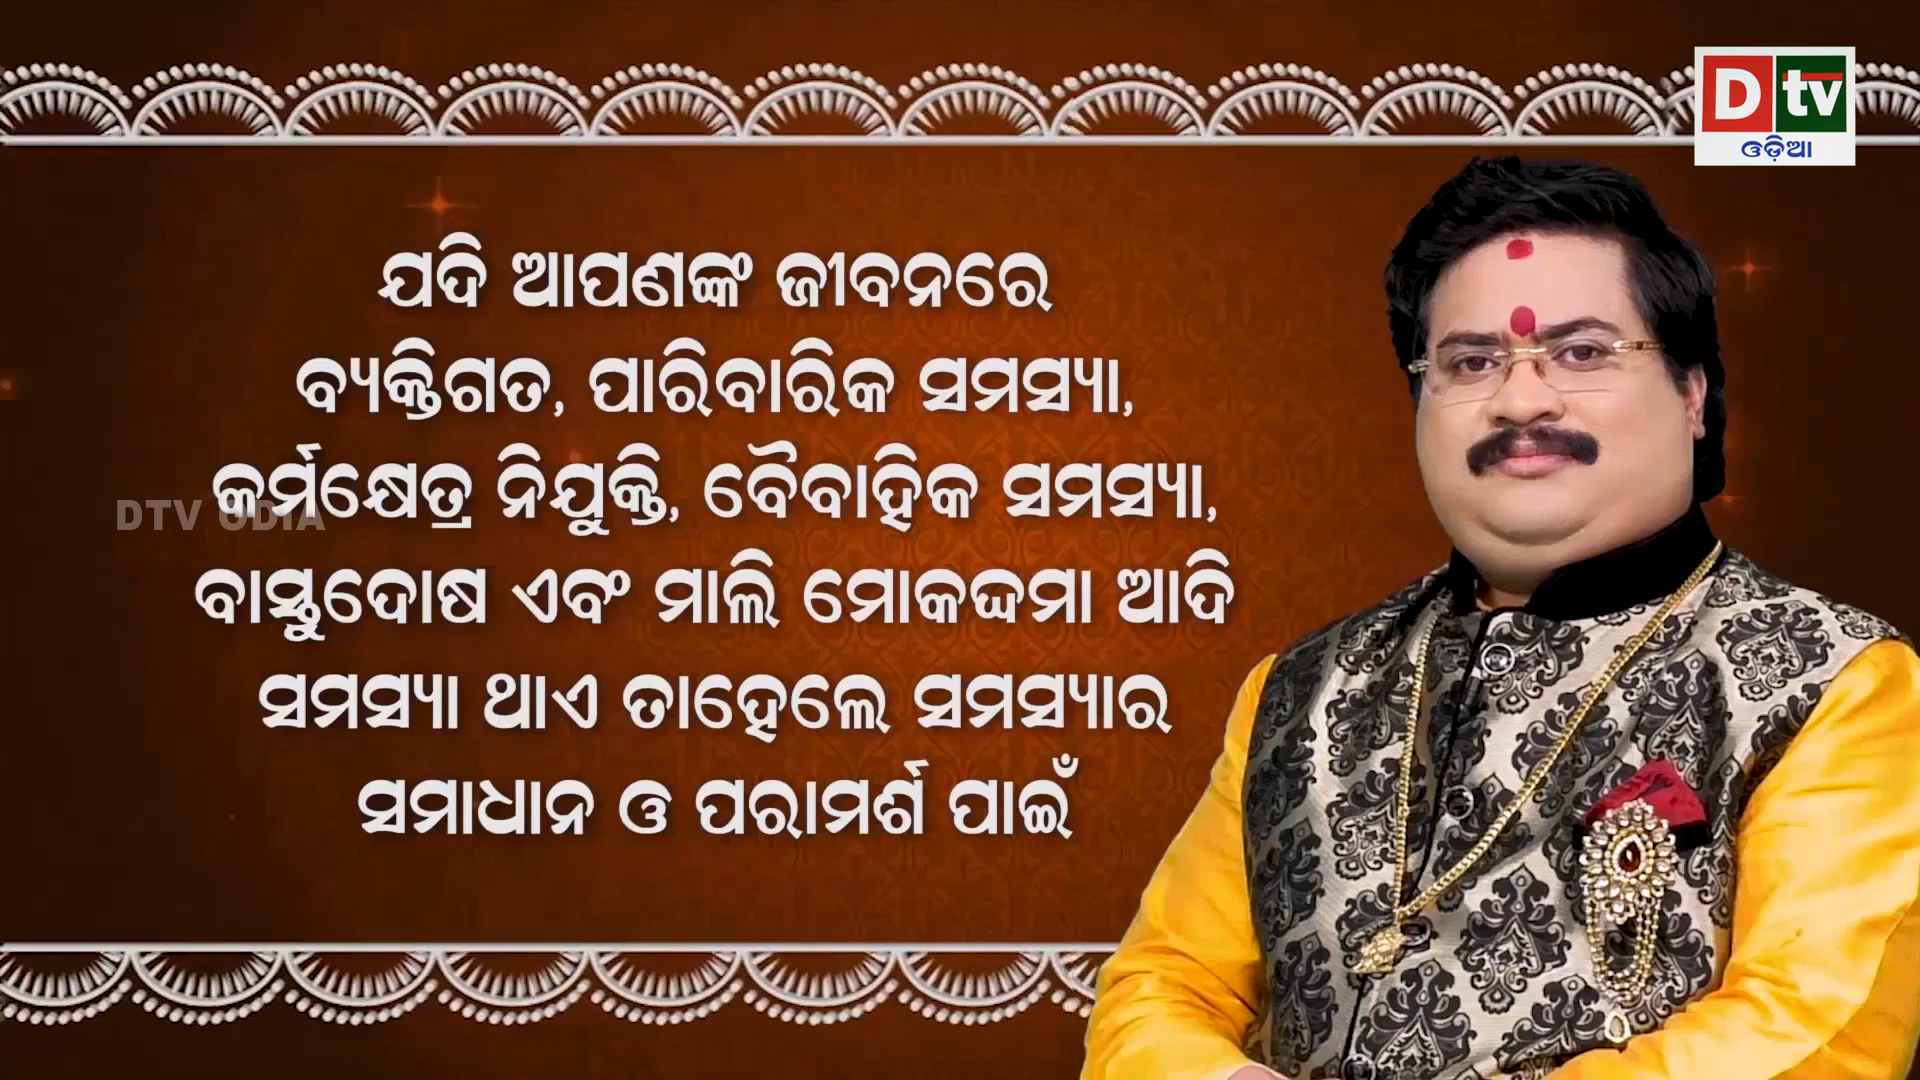 D tv
ଓଡ଼ିଆ
ଯଦି ଆପଣଙ୍କ ଜୀବନରେ
ବ୍ୟକ୍ତିଗତ, ପାରିବାରିକ ସମସ୍ୟା,
କର୍ମକ୍ଷେତ୍ର ନିଯୁକ୍ତି, ବୈବାହିକ ସମସ୍ୟା,
DTV ODIA
ବାସ୍ତୁଦୋଷ ଏବଂ ମାଲି ମୋକଦ୍ଦମା ଆଦି
ସମସ୍ୟା ଥାଏ ତାହେଲେ ସମସ୍ୟାର
ସମାଧାନ ଓ ପରାମର୍ଶ ପାଇଁ